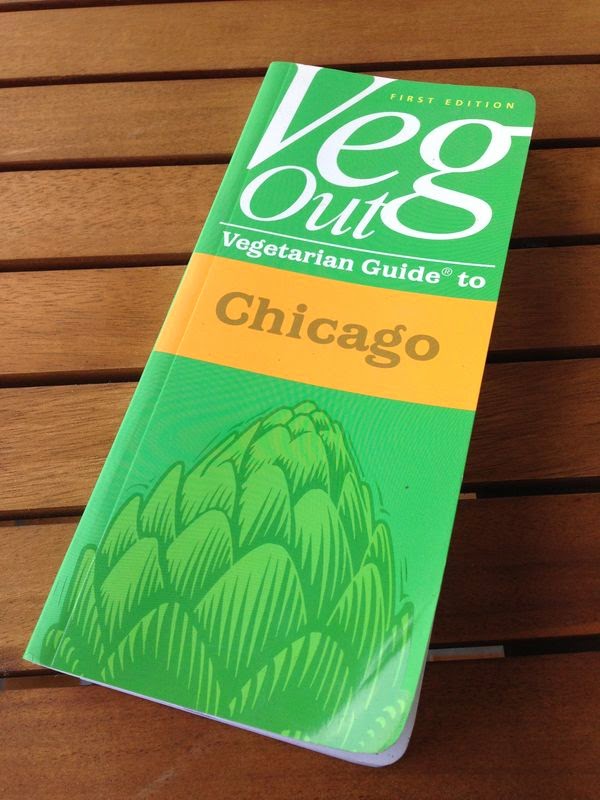 FIRST EDITION
Veg
Out
Vegetarian Guide® to
Chicago